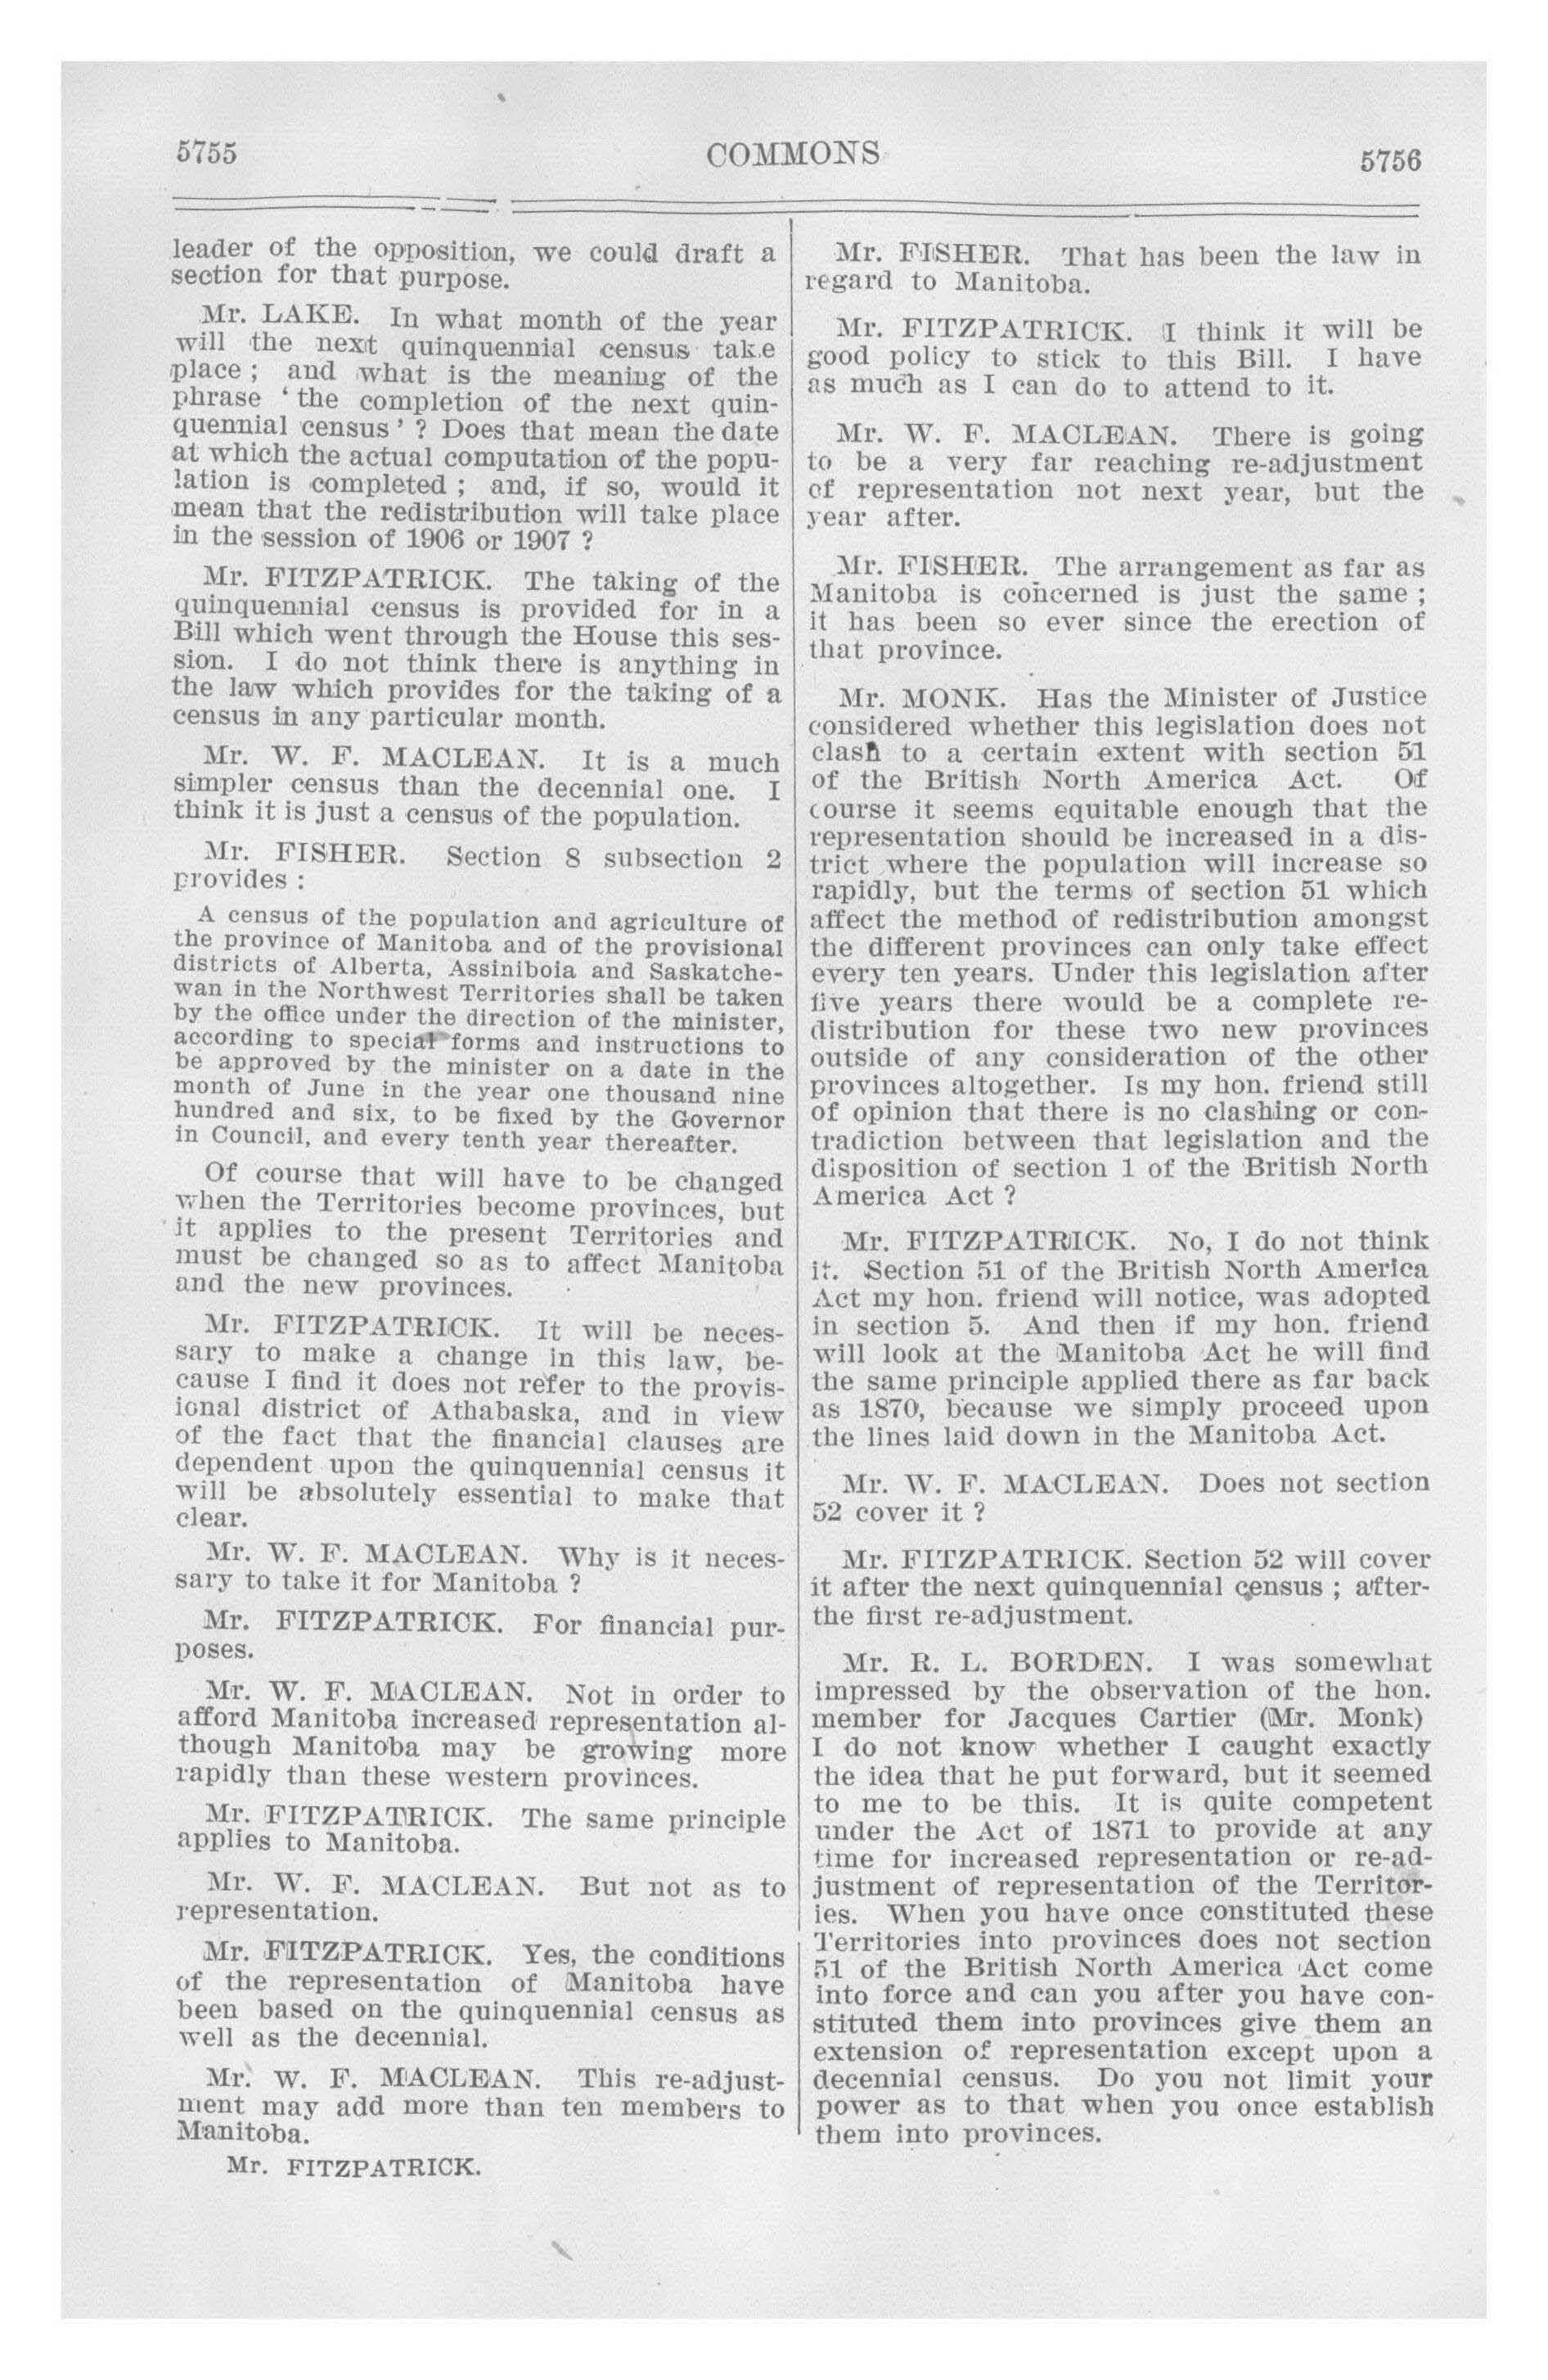 5755
COMMONS
5756
leader of the opposition, we could draft a
section for that purpose.
Mr. LAKE. In what month of the year
will the next quinquennial census take
place ; and what is the meaning of the
phrase ‘ the completion of the next quin-
quennial census ’ ? Does that mean the date
at which the actual computation of the popu-
lation is completed ; and, if so, would it
mean that the redistribution will take place
in the session of 1906 or 1907 ?
Mr. FITZPATRICK. The taking of the
quinquennial census is provided for in a
Bill which went through the House this ses-
sion. I do not think there is anything in
the law which provides for the taking of a
census in any particular month.
Mr. W. F. MACLEAN. It is a much
simpler census than the decennial one. I
think it is just a census of the population.
Mr. FISHER. Section 8 subsection 2
provides :
A census of the population and agriculture of
the province of Manitoba and of the provisional
districts of Alberta, Assiniboia and Saskatche-
wan in the Northwest Territories shall be taken
by the office under the direction of the minister,
according to special forms and instructions to
be approved by the minister on a date in the
month of June in the year one thousand nine
hundred and six, to be fixed by the Governor
in Council, and every tenth year thereafter.
Of course that will have to be changed
when the Territories become provinces, but
it applies to the present Territories and
must be changed so as to affect Manitoba
and the new provinces.
Mr. FITZPATRICK. It will be neces-
sary to make a change in this law, be-
cause I find it does not refer to the provis-
ional district of Athabaska, and in view
of the fact that the financial clauses are
dependent upon the quinquennial census it
will be absolutely essential to make that
clear.
Mr. W. F. MACLEAN. Why is it neces-
sary to take it for Manitoba ?
Mr. FITZPATRICK. For financial pur-
poses.
Mr. W. F. MACLEAN. Not in order to
afford Manitoba increased representation al-
though Manitoba may be growing more
rapidly than these western provinces.
Mr. FITZPATRICK. The same principle
applies to Manitoba.
Mr. W. F. MACLEAN. But not as to
representation.
Mr. FITZPATRICK. Yes, the conditions
of the representation of Manitoba have
been based on the quinquennial census as
well as the decennial.
Mr. W. F. MACLEAN. This re-adjust-
ment may add more than ten members to
Manitoba.
Mr. FITZPATRICK.
Mr. FISHER. That has been the law in
regard to Manitoba.
Mr. FITZPATRICK. I think it will be
good policy to stick to this Bill. I have
as much as I can do to attend to it.
Mr. W. F. MACLEAN. There is going
to be a very far reaching re-adjustment
of representation not next year, but the
year after.
Mr. FISHER. The arrangement as far as
Manitoba is concerned is just the same ;
it has been so ever since the erection of
that province.
Mr. MONK. Has the Minister of Justice
considered whether this legislation does not
clash to a certain extent with section 51
of the British North America Act. Of
course it seems equitable enough that the
representation should be increased in a dis-
trict where the population will increase so
rapidly, but the terms of section 51 which
affect the method of redistribution amongst
the different provinces can only take effect
every ten years. Under this legislation after
five years there would be a complete re-
distribution for these two new provinces
outside of any consideration of the other
provinces altogether. Is my hon. friend still
of opinion that there is no clashing or con-
tradiction between that legislation and the
disposition of section 1 of the British North
America Act ?
Mr. FITZPATRICK. No, I do not think
it. Section 51 of the British North America
Act my hon. friend will notice, was adopted
in section 5. And then if my hon. friend
will look at the Manitoba Act he will find
the same principle applied there as far back
as 1870, because we simply proceed upon
the lines laid down in the Manitoba Act.
Mr. W. F. MACLEAN. Does not section
52 cover it ?
Mr. FITZPATRICK. Section 52 will cover
it after the next quinquennial census ; after-
the first re-adjustment.
Mr. R. L. BORDEN. I was somewhat
impressed by the observation of the hon.
member for Jacques Cartier (Mr. Monk)
I do not know whether I caught exactly
the idea that he put forward, but it seemed
to me to be this. It is quite competent
under the Act of 1871 to provide at any
time for increased representation or re-ad-
justment of representation of the Territor-
ies. When you have once constituted these
Territories into provinces does not section
51 of the British North America Act come
into force and can you after you have con-
stituted them into provinces give them an
extension of representation except upon a
decennial census. Do you not limit your
power as to that when you once establish
them into provinces.